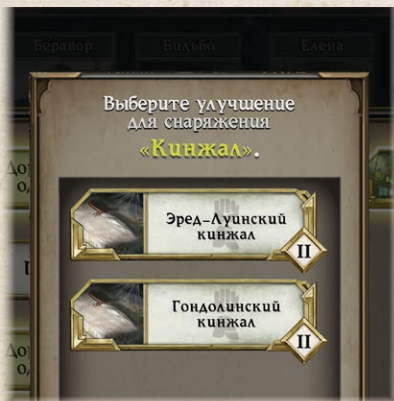 Беравор Бильбо Елена
Выберите улучшение
для снаряжения
«Кинжал».
Эред-Луинский
кинжал
II
Гондолинский
кинжал
II